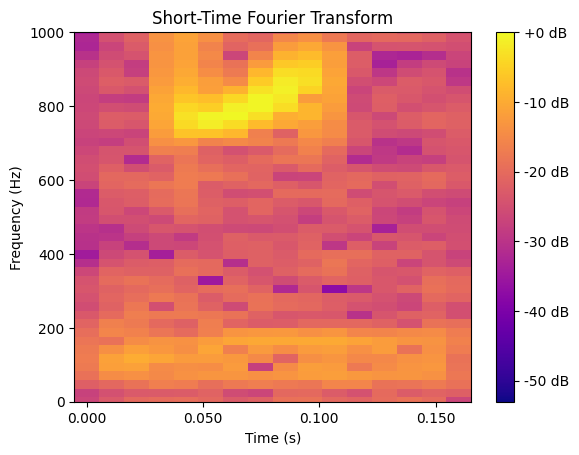 Short-Time Fourier Transform
1000
800
600
400
200
0
Frequency (Hz)
0.000
0.050
0.100
0.150
Time (s)
+0 dB
-10 dB
-20 dB
-30 dB
-40 dB
-50 dB